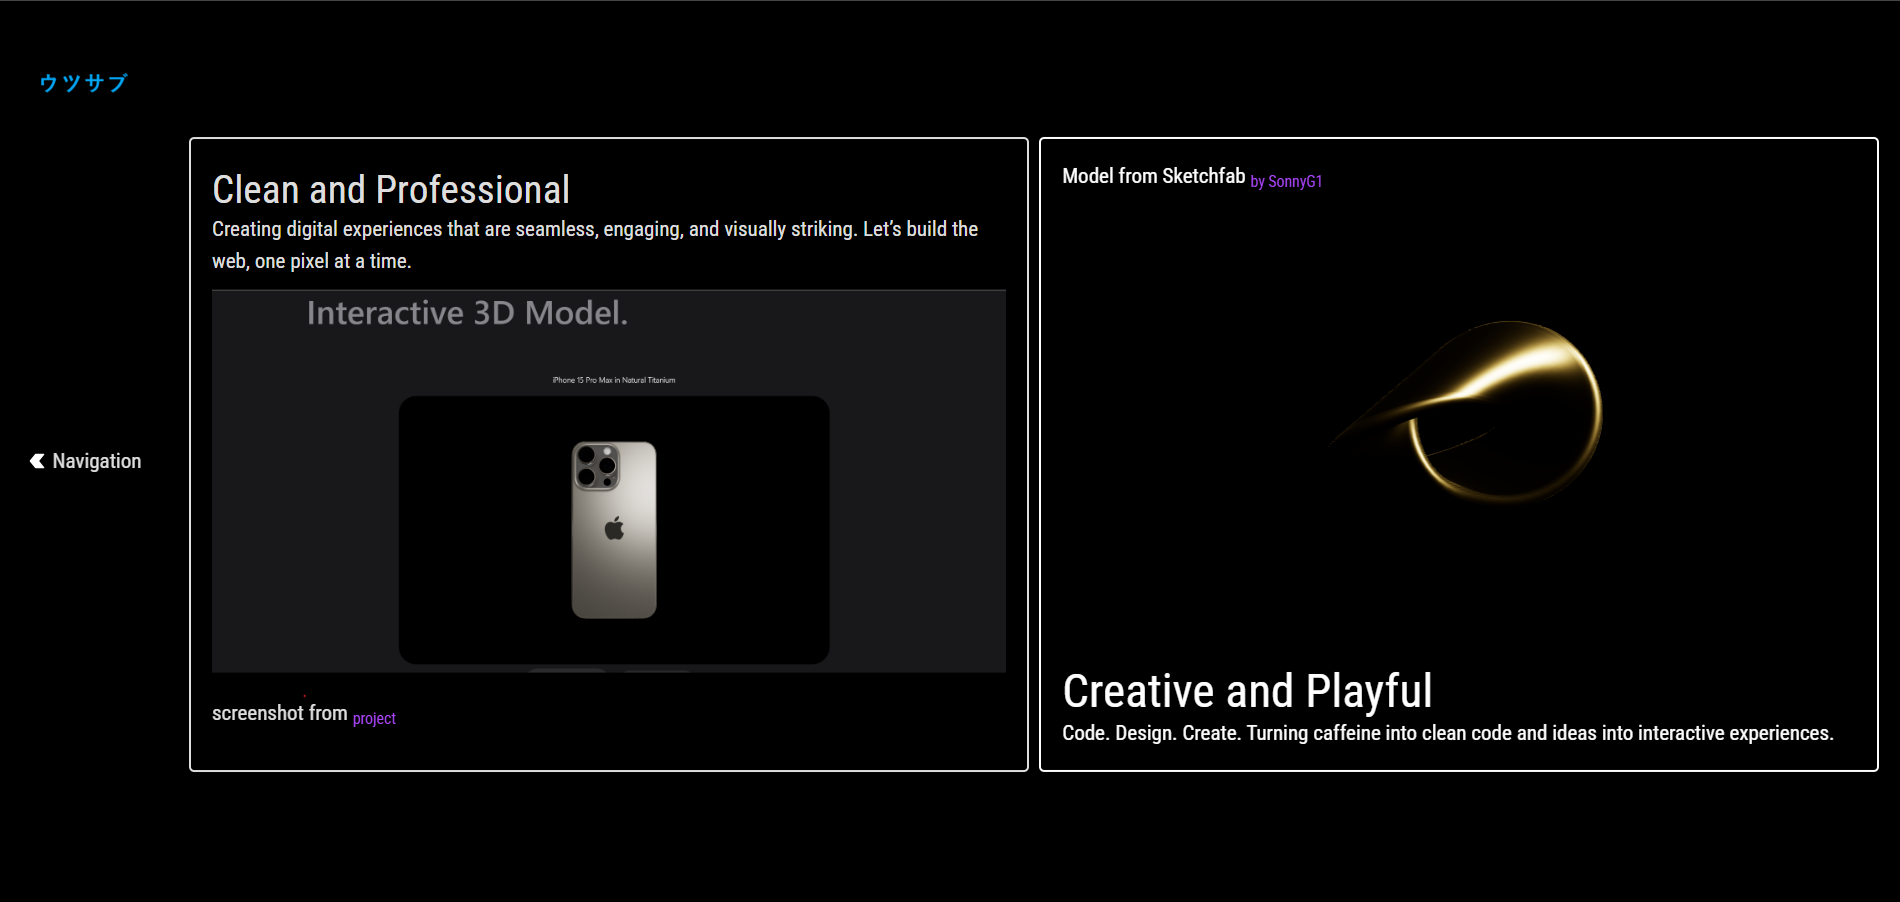 ウツサブ
Navigation
Clean and Professional
Creating digital experiences that are seamless, engaging, and visually striking. Let’s build the
web, one pixel at a time.
Interactive 3D Model.
iPhone 15 Pro Max in Natural Titanium
screenshot from project
Model from Sketchfab by SonnyG1
Creative and Playful
Code. Design. Create. Turning caffeine into clean code and ideas into interactive experiences.